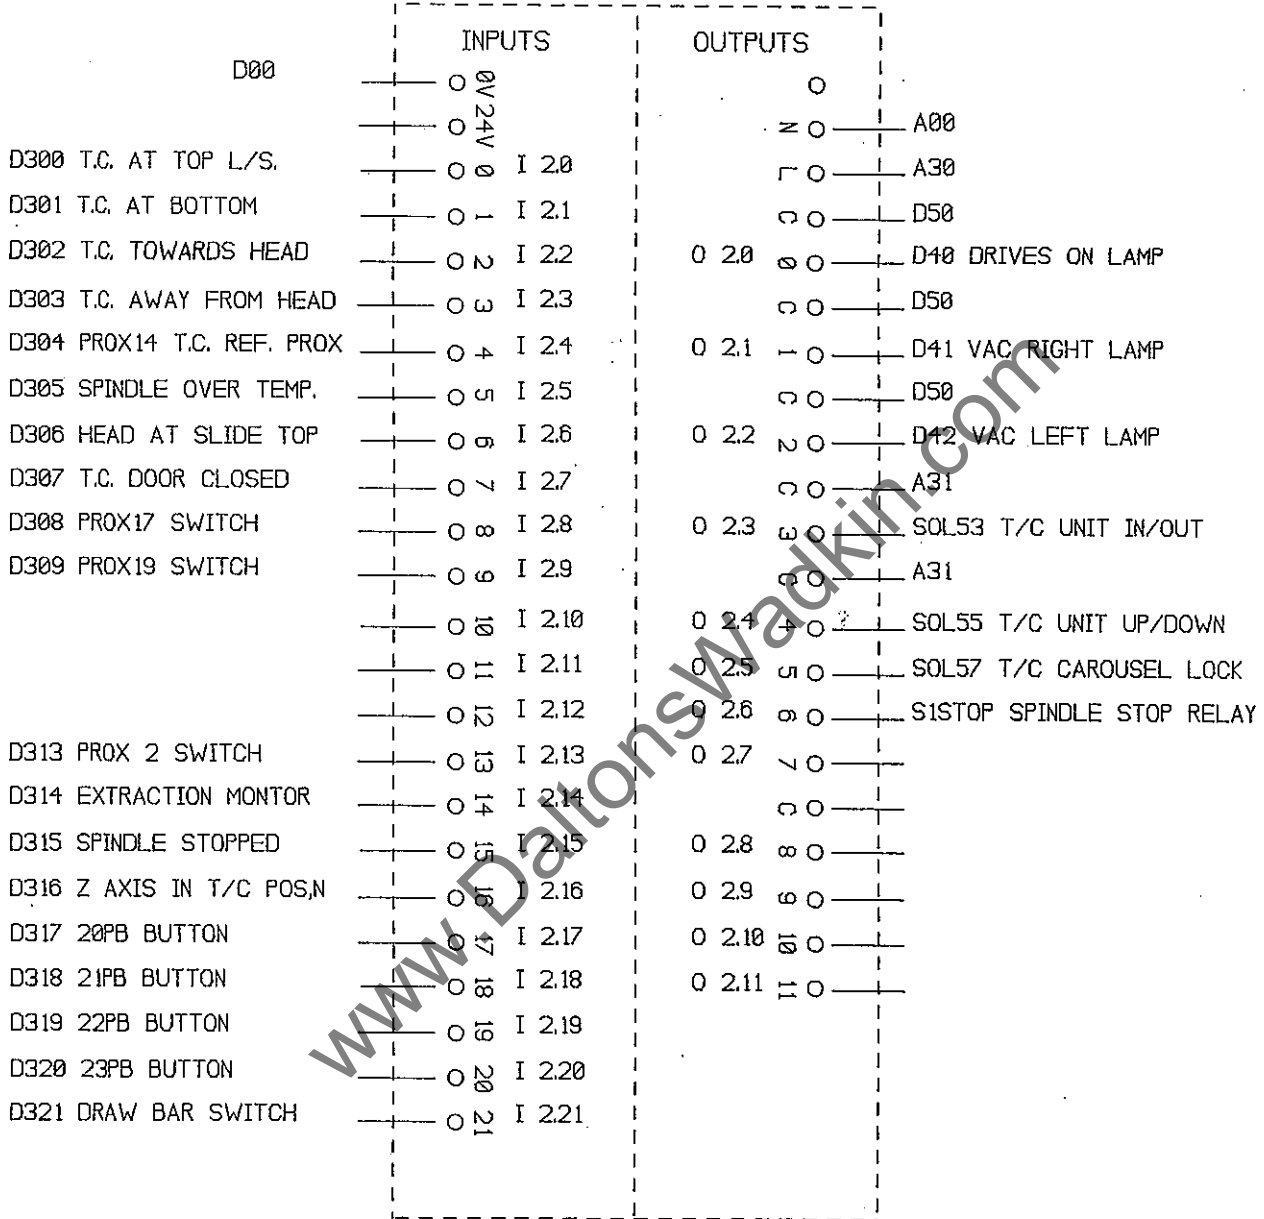 INPUTS OUTPUTS
D00 0V
24V N A00
D300 T.C. AT TOP L/S. 0 I 2.0 L A30
D301 T.C. AT BOTTOM 1 I 2.1 C D50
D302 T.C. TOWARDS HEAD 2 I 2.2 O 2.0 0 D40 DRIVES ON LAMP
D303 T.C. AWAY FROM HEAD 3 I 2.3 C D50
D304 PROX14 T.C. REF. PROX 4 I 2.4 O 2.1 1 D41 VAC RIGHT LAMP
D305 SPINDLE OVER TEMP. 5 I 2.5 C D50
D306 HEAD AT SLIDE TOP 6 I 2.6 O 2.2 2 D42 VAC LEFT LAMP
D307 T.C. DOOR CLOSED 7 I 2.7 C A31
D308 PROX17 SWITCH 8 I 2.8 O 2.3 3 SOL53 T/C UNIT IN/OUT
D309 PROX19 SWITCH 9 I 2.9 C A31
10 I 2.10 O 2.4 4 SOL55 T/C UNIT UP/DOWN
11 I 2.11 O 2.5 5 SOL57 T/C CAROUSEL LOCK
12 I 2.12 O 2.6 6 S1STOP SPINDLE STOP RELAY
D313 PROX 2 SWITCH 13 I 2.13 O 2.7 7
D314 EXTRACTION MONTOR 14 I 2.14 C
D315 SPINDLE STOPPED 15 I 2.15 O 2.8 8
D316 Z AXIS IN T/C POS,N 16 I 2.16 O 2.9 9
D317 20PB BUTTON 17 I 2.17 O 2.10 10
D318 21PB BUTTON 18 I 2.18 O 2.11 11
D319 22PB BUTTON 19 I 2.19
D320 23PB BUTTON 20 I 2.20
D321 DRAW BAR SWITCH 21 I 2.21
www.DaltonsWadkin.com